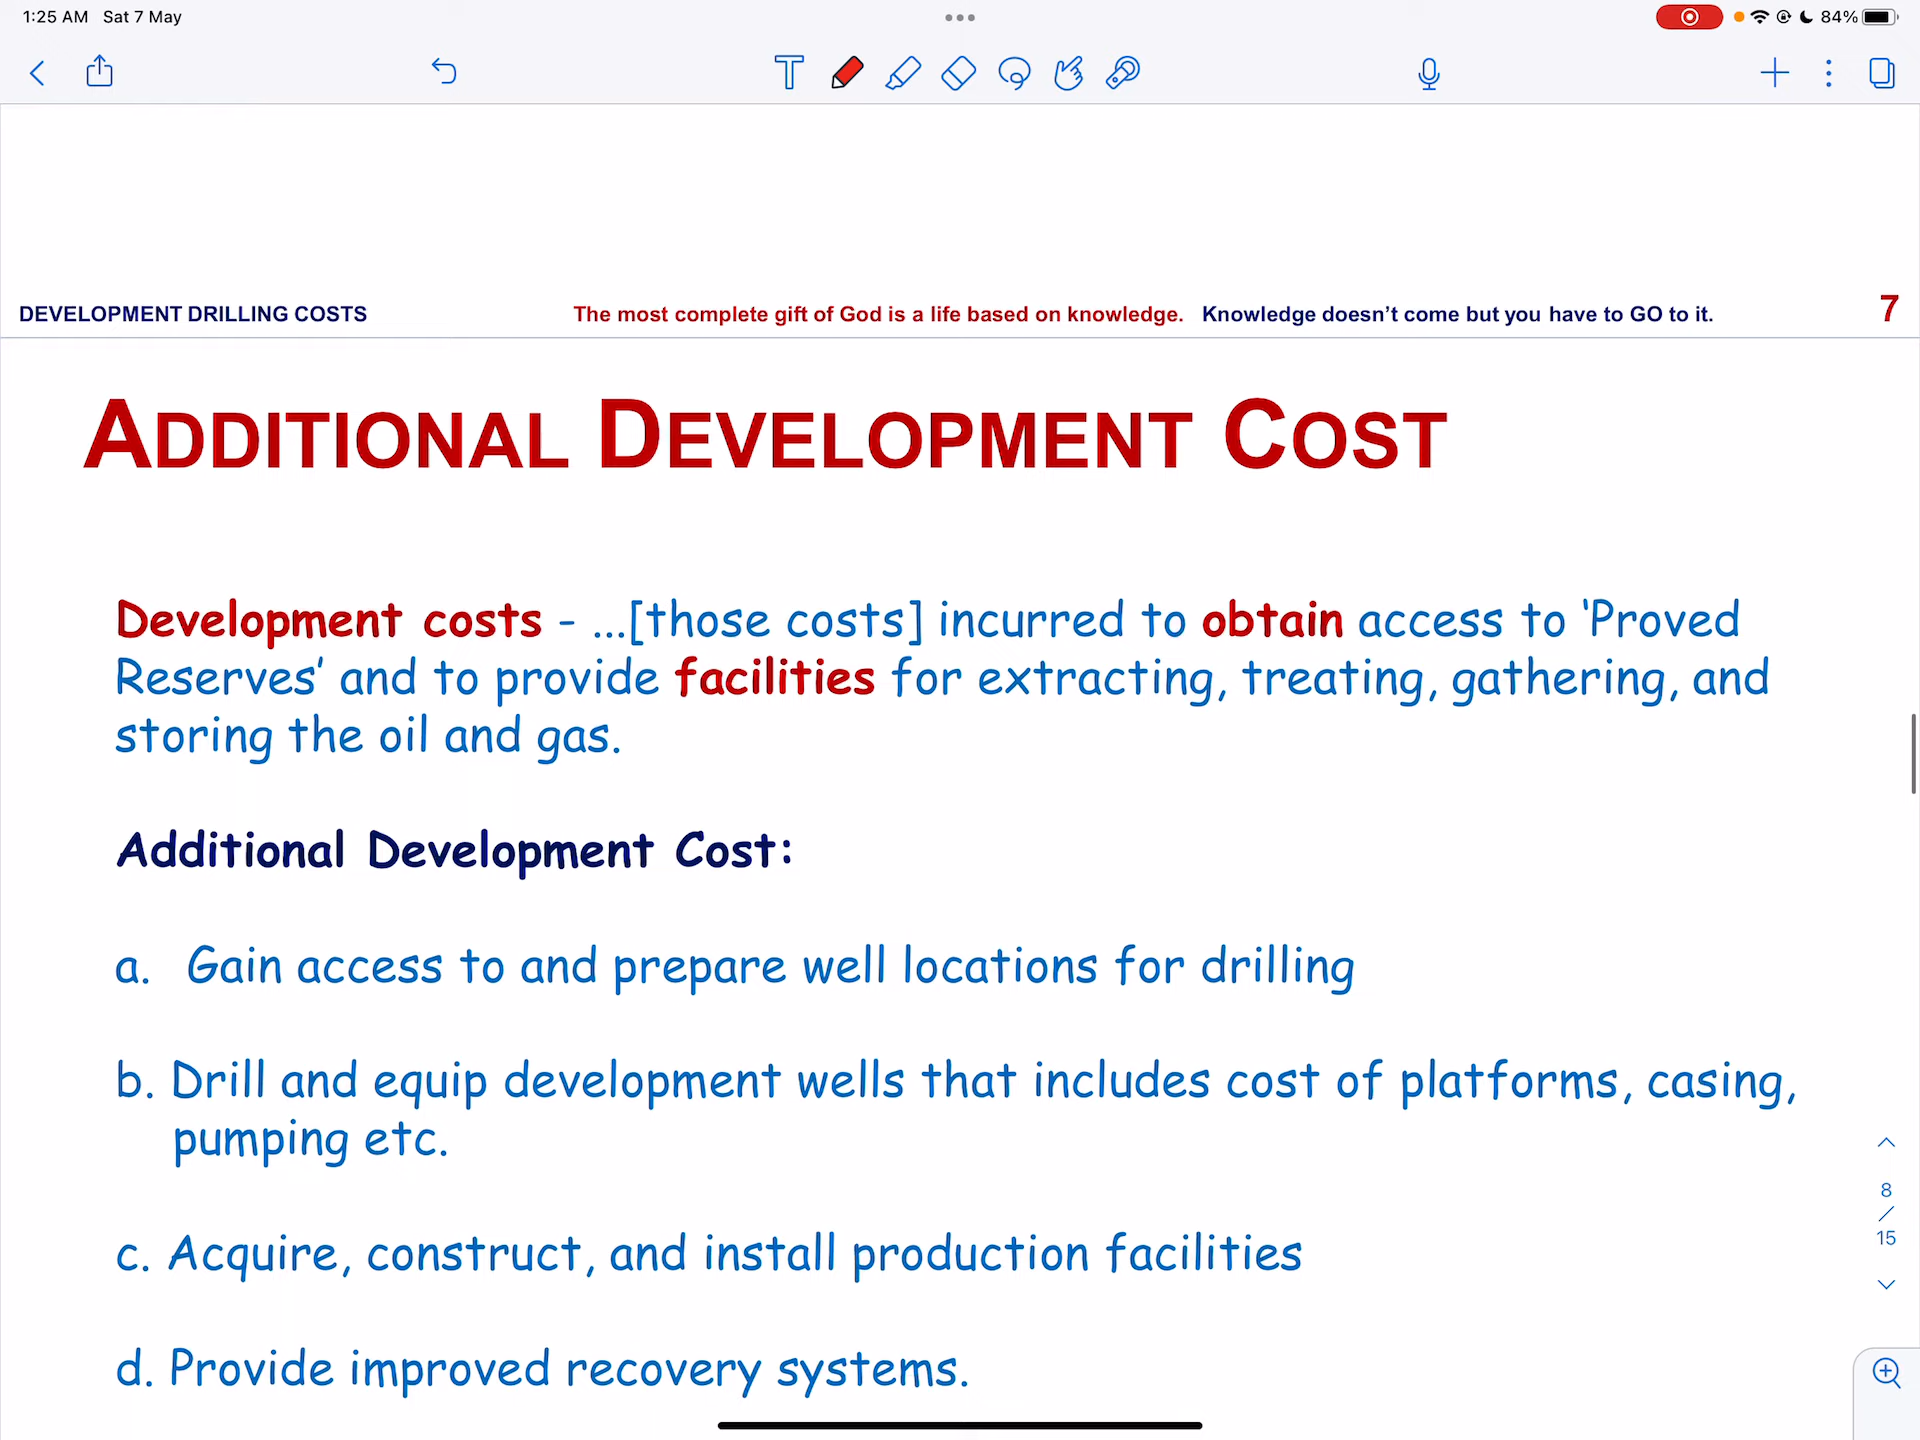 1:25 AM Sat 7 May
84%
DEVELOPMENT DRILLING COSTS The most complete gift of God is a life based on knowledge. Knowledge doesn't come but you have to GO to it. 7
ADDITIONAL DEVELOPMENT COST
Development costs - ...[those costs] incurred to obtain access to ‘Proved
Reserves’ and to provide facilities for extracting, treating, gathering, and
storing the oil and gas.
Additional Development Cost:
a. Gain access to and prepare well locations for drilling
b. Drill and equip development wells that includes cost of platforms, casing,
pumping etc.
c. Acquire, construct, and install production facilities
d. Provide improved recovery systems.
8
/
15